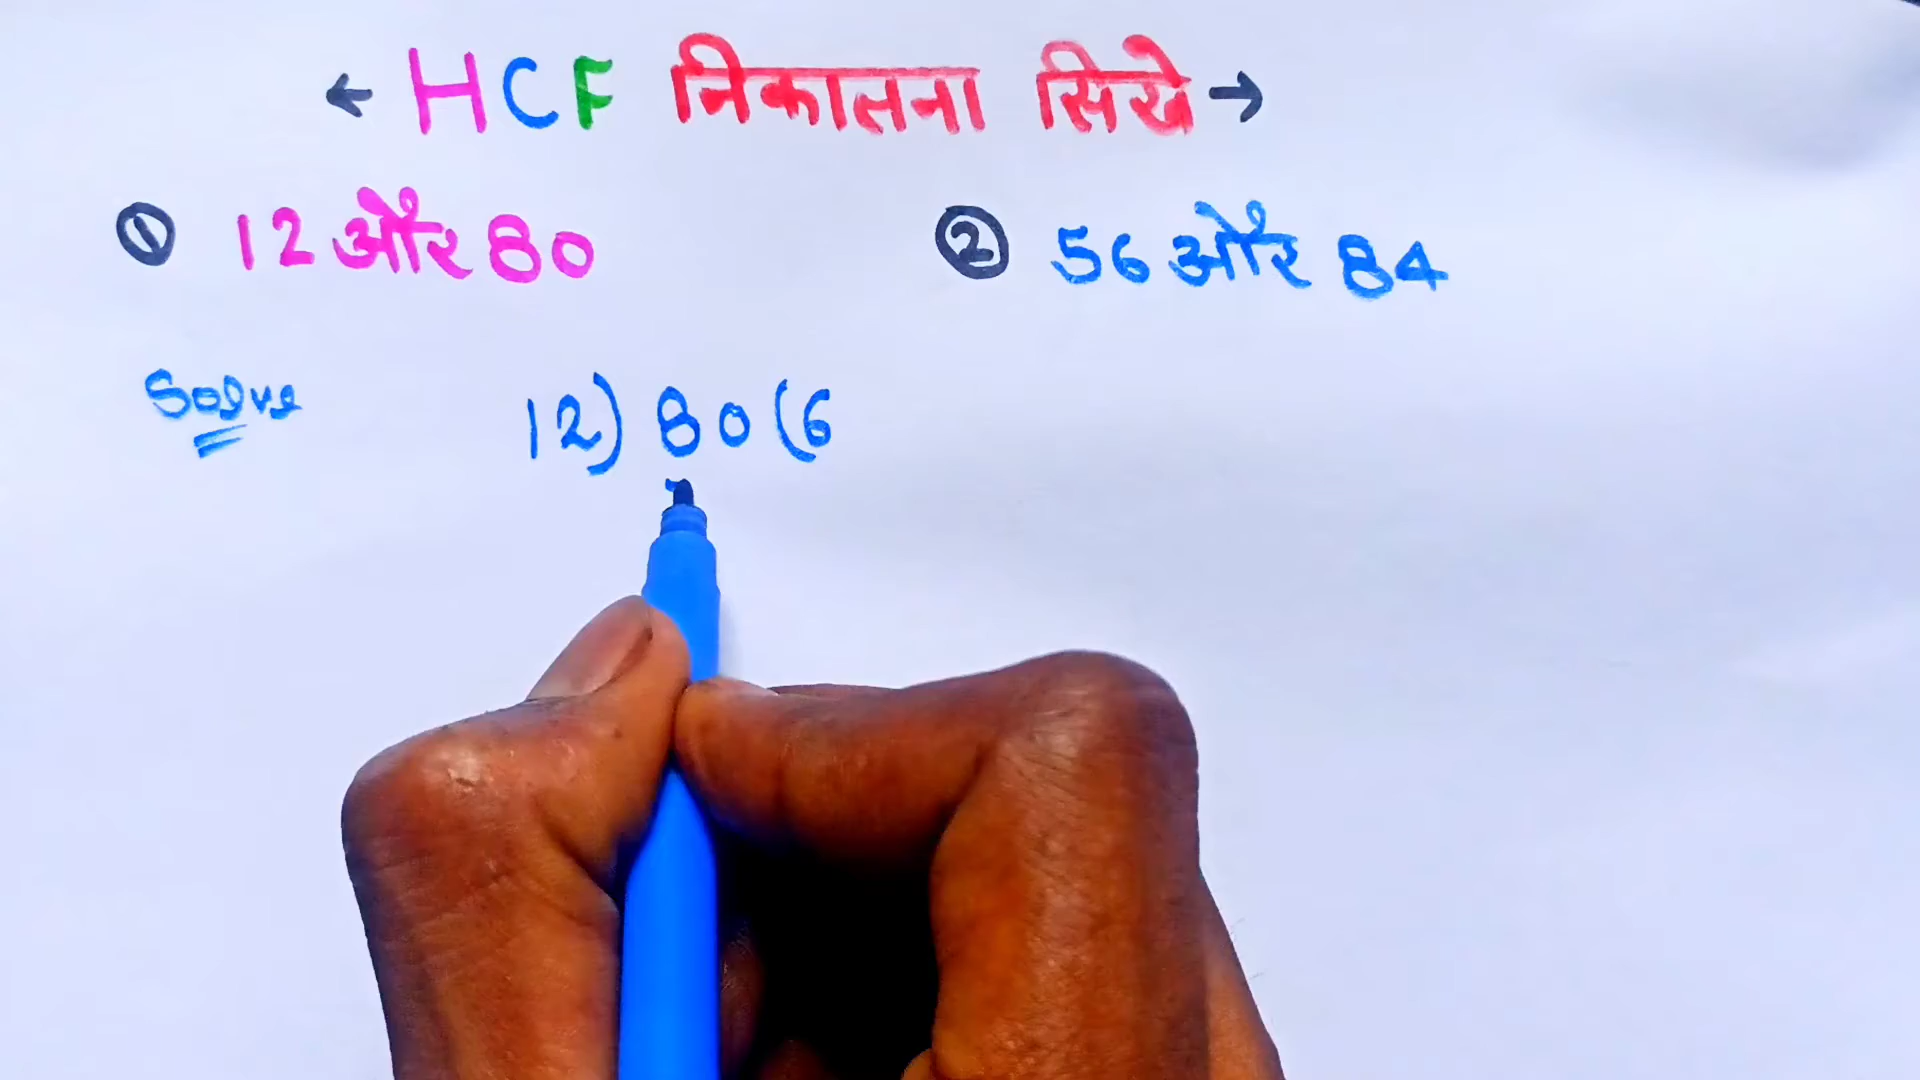 ← HCF निकालना सिखे →
① 12 और 80
② 56 और 84
Solve
12) 80 (6